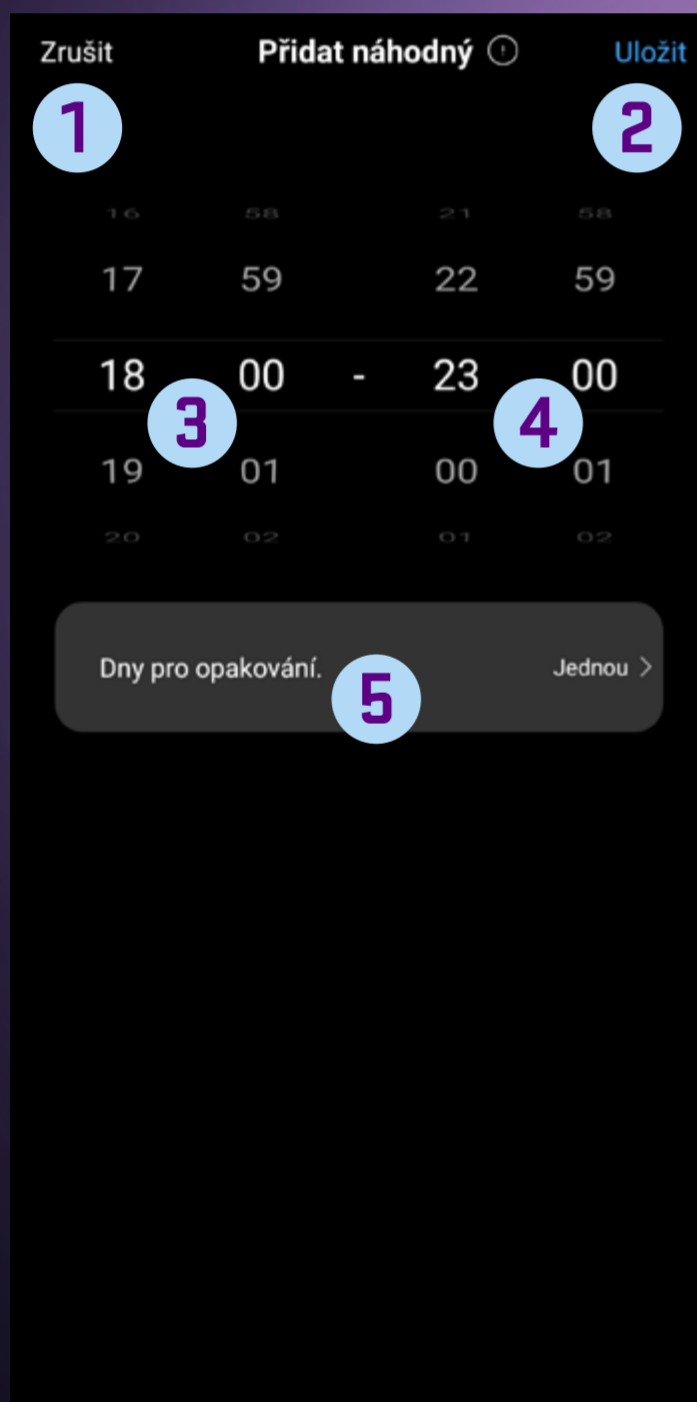 Zrušit Přidat náhodný Uložit
1 2
16 58 21 58
17 59 22 59
18 00 - 23 00
3 4
19 01 00 01
20 02 01 02
Dny pro opakování. Jednou >
5